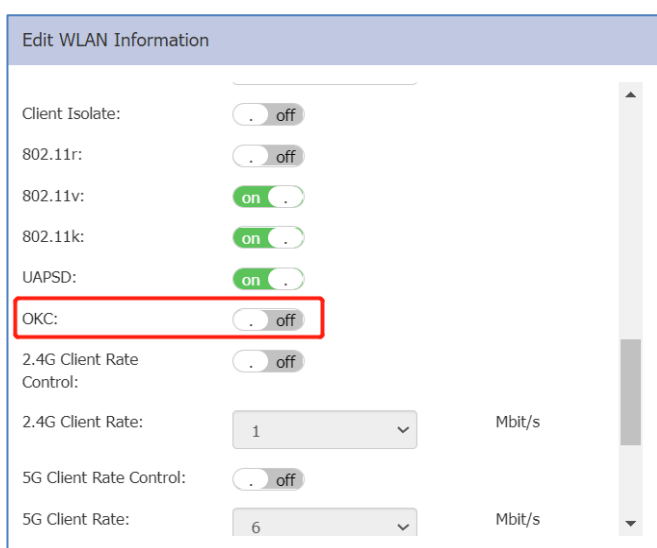 Edit WLAN Information
Client Isolate: . off
802.11r: . off
802.11v: on .
802.11k: on .
UAPSD: on .
OKC: . off
2.4G Client Rate . off
Control:
2.4G Client Rate: 1 Mbit/s
5G Client Rate Control: . off
5G Client Rate: 6 Mbit/s